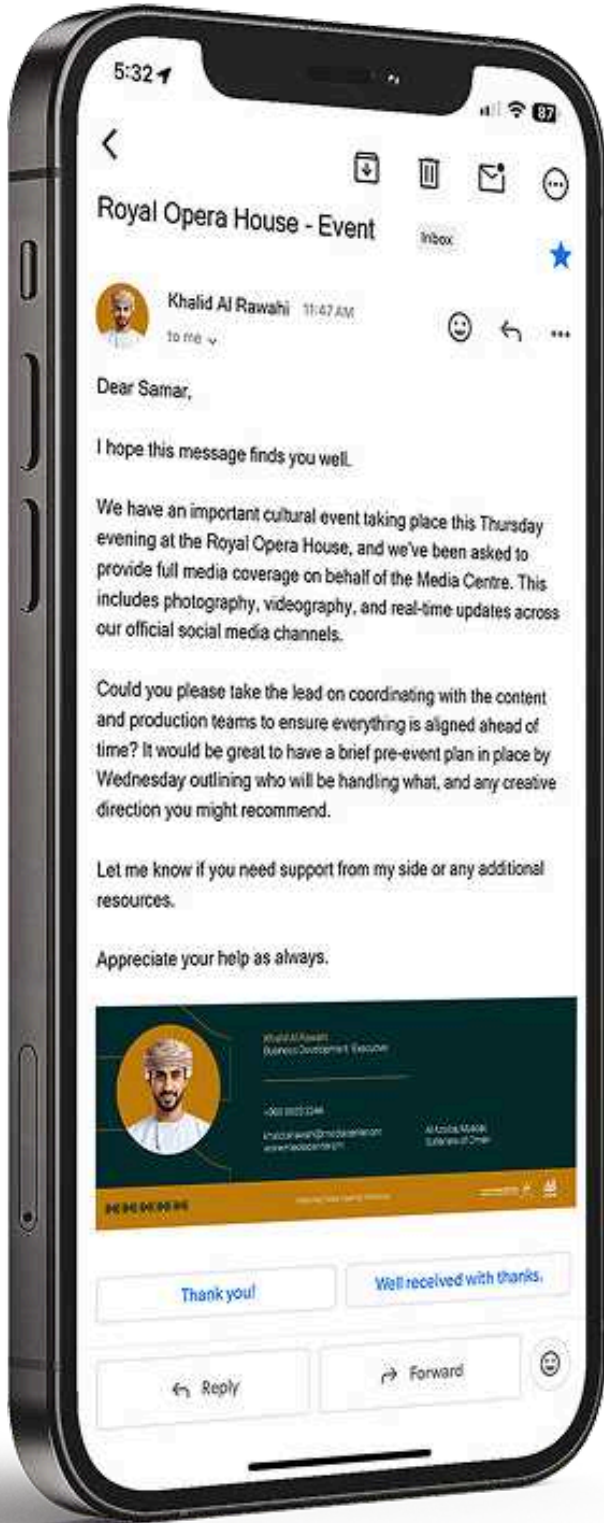 5:32
87
Royal Opera House - Event
Inbox
Khalid Al Rawahi 11:47 AM
to me
Dear Samar,
I hope this message finds you well.
We have an important cultural event taking place this Thursday
evening at the Royal Opera House, and we've been asked to
provide full media coverage on behalf of the Media Centre. This
includes photography, videography, and real-time updates across
our official social media channels.
Could you please take the lead on coordinating with the content
and production teams to ensure everything is aligned ahead of
time? It would be great to have a brief pre-event plan in place by
Wednesday outlining who will be handling what, and any creative
direction you might recommend.
Let me know if you need support from my side or any additional
resources.
Appreciate your help as always.
Khalid Al Rawahi
Business Development Executive
Sultanate of Oman
Thank you!
Well received with thanks.
Reply
Forward